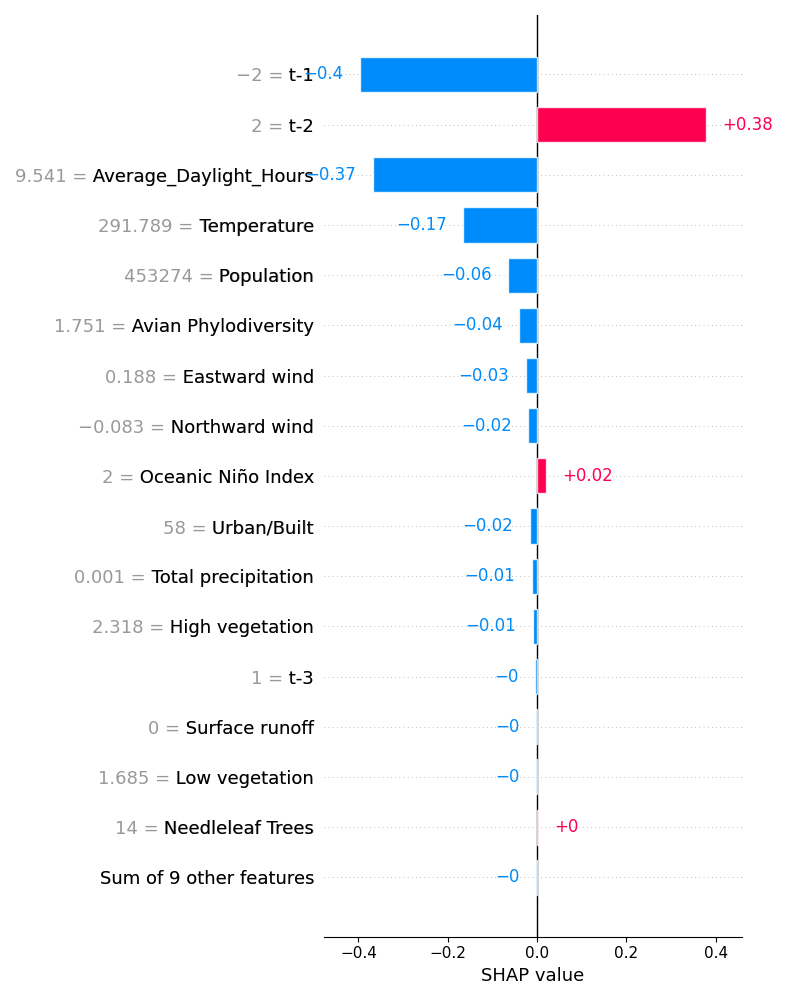 −2 = t-1 −0.4
2 = t-2 +0.38
9.541 = Average_Daylight_Hours −0.37
291.789 = Temperature −0.17
453274 = Population −0.06
1.751 = Avian Phylodiversity −0.04
0.188 = Eastward wind −0.03
−0.083 = Northward wind −0.02
2 = Oceanic Niño Index +0.02
58 = Urban/Built −0.02
0.001 = Total precipitation −0.01
2.318 = High vegetation −0.01
1 = t-3 −0
0 = Surface runoff −0
1.685 = Low vegetation −0
14 = Needleleaf Trees +0
Sum of 9 other features −0
−0.4 −0.2 0.0 0.2 0.4
SHAP value